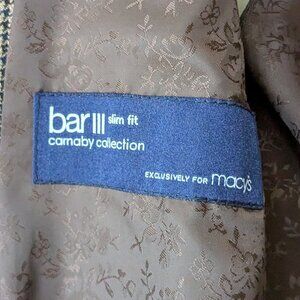 bar III slim fit
carnaby collection
EXCLUSIVELY FOR macy's